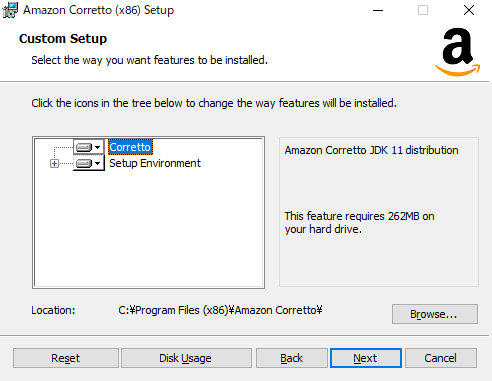 Amazon Corretto (x86) Setup
Custom Setup
Select the way you want features to be installed.
a
Click the icons in the tree below to change the way features will be installed.
Corretto
Setup Environment
Amazon Corretto JDK 11 distribution
This feature requires 262MB on
your hard drive.
Location:
C:¥Program Files (x86)¥Amazon Corretto¥
Browse...
Reset
Disk Usage
Back
Next
Cancel